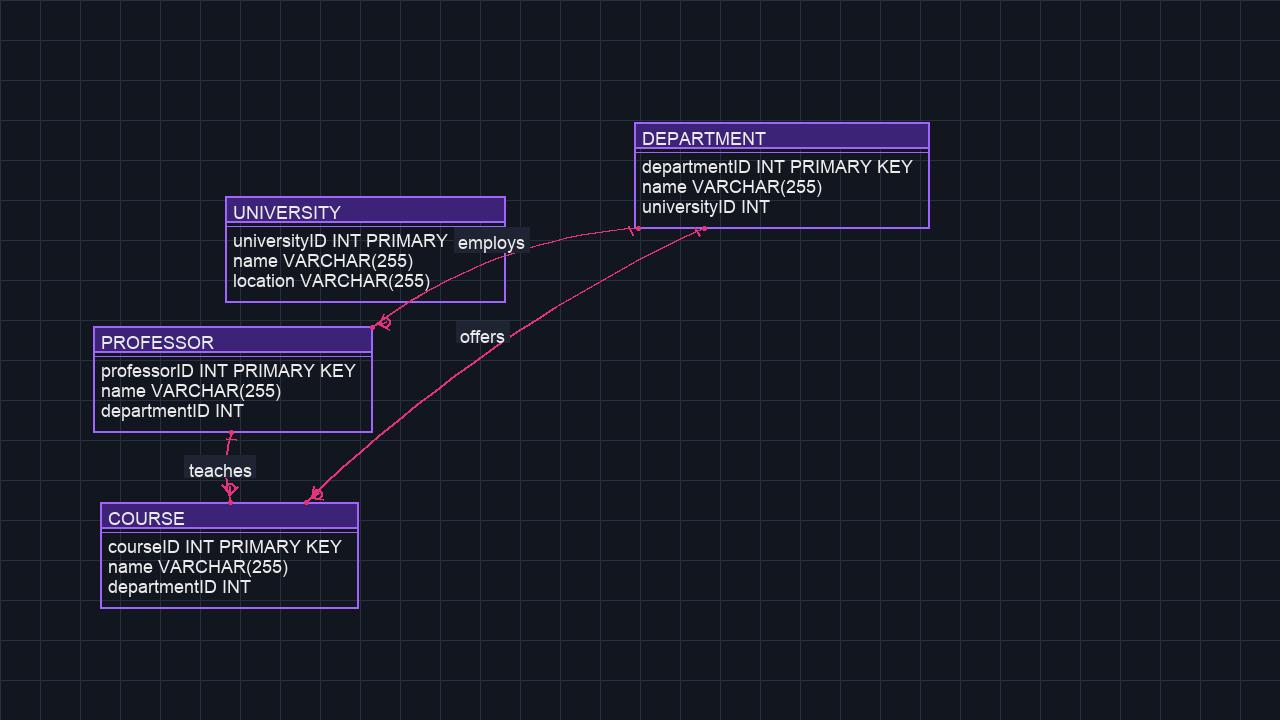 DEPARTMENT
departmentID INT PRIMARY KEY
name VARCHAR(255)
universityID INT
UNIVERSITY
universityID INT PRIMARY
name VARCHAR(255)
location VARCHAR(255)
employs
offers
PROFESSOR
professorID INT PRIMARY KEY
name VARCHAR(255)
departmentID INT
teaches
COURSE
courseID INT PRIMARY KEY
name VARCHAR(255)
departmentID INT